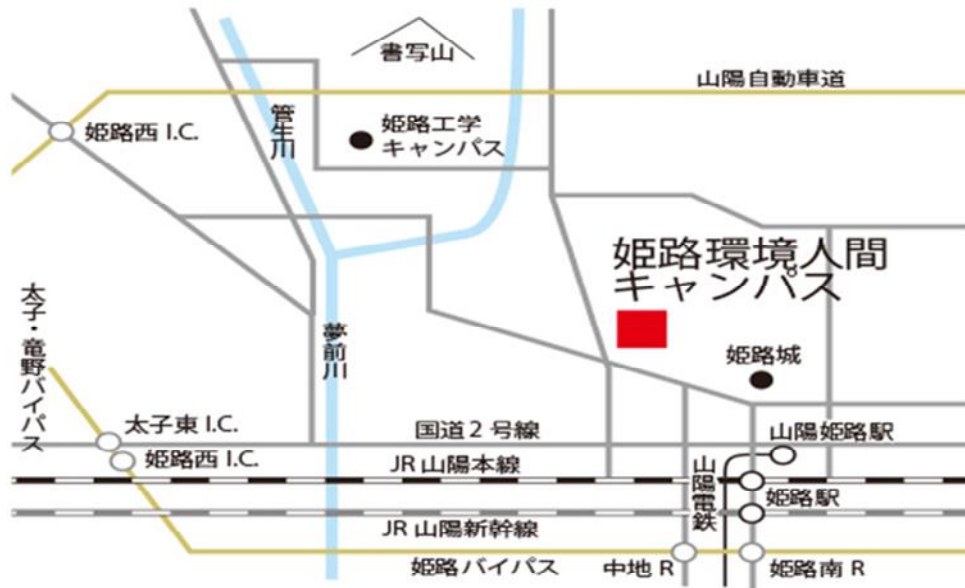 書写山
山陽自動車道
姫路西 I.C.
菅生川
姫路工学
キャンパス
姫路環境人間
キャンパス
太子・竜野バイパス
夢前川
姫路城
太子東 I.C.
国道2号線
山陽姫路駅
姫路西 I.C.
JR 山陽本線
山陽電鉄
姫路駅
JR 山陽新幹線
姫路バイパス
中地 R
姫路南 R